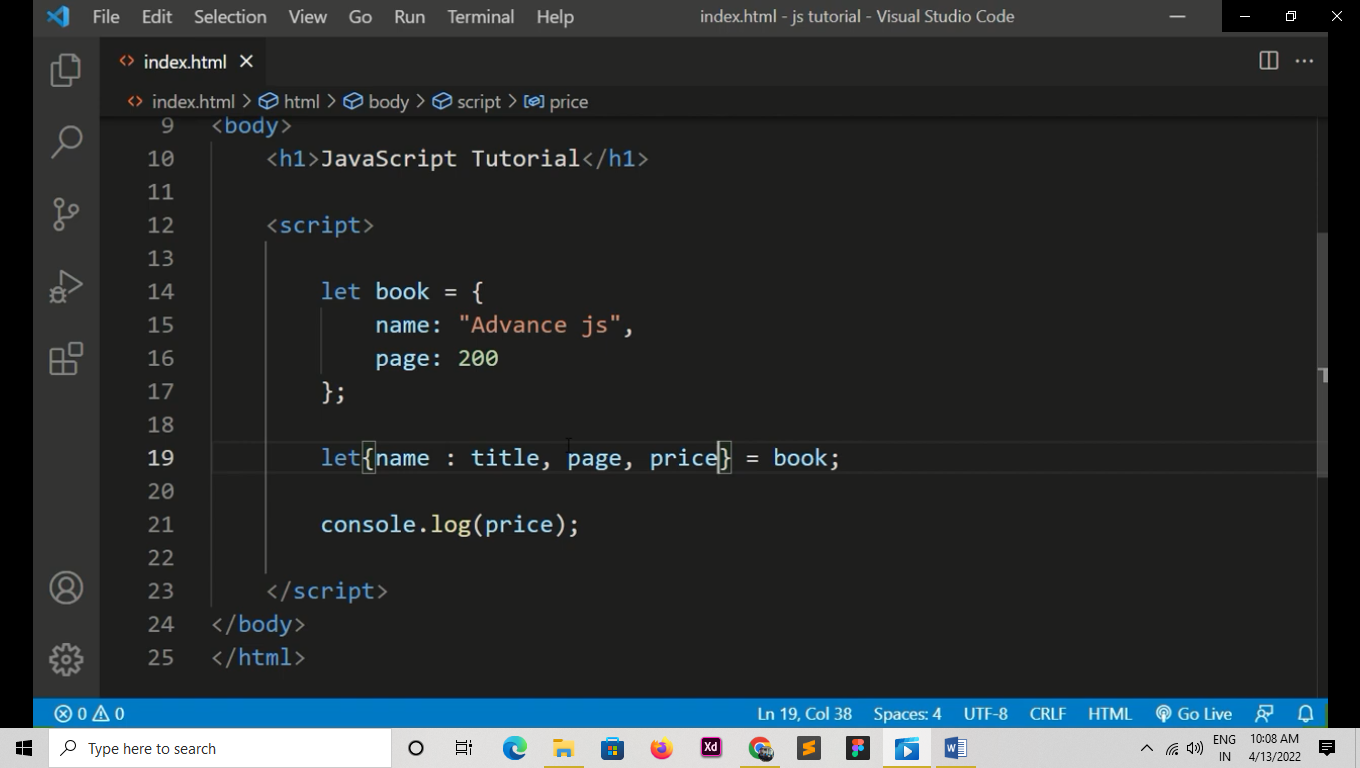 File Edit Selection View Go Run Terminal Help index.html - js tutorial - Visual Studio Code
index.html
index.html > html > body > script > price
9 <body>
10 <h1>JavaScript Tutorial</h1>
11
12 <script>
13
14 let book = {
15 name: "Advance js",
16 page: 200
17 };
18
19 let{name : title, page, price} = book;
20
21 console.log(price);
22
23 </script>
24 </body>
25 </html>
0 0 Ln 19, Col 38 Spaces: 4 UTF-8 CRLF HTML Go Live
Type here to search Xd ENG IN 10:08 AM 4/13/2022